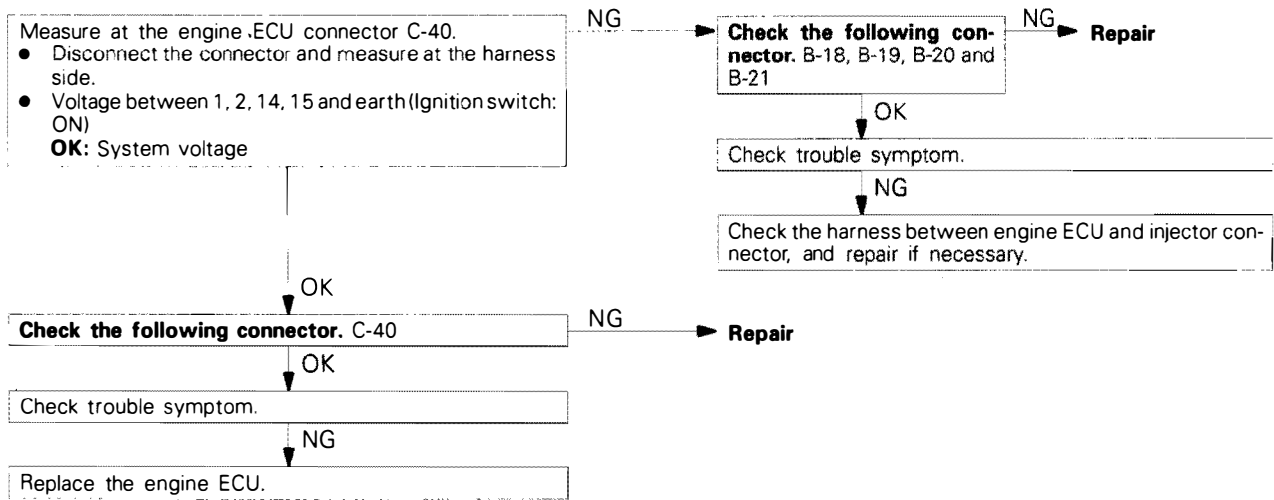 Measure at the engine ECU connector C-40.
● Disconnect the connector and measure at the harness
side.
● Voltage between 1, 2, 14, 15 and earth (Ignition switch:
ON)
OK: System voltage
NG
Check the following con-
nector. B-18, B-19, B-20 and
B-21
NG
Repair
OK
Check trouble symptom.
NG
Check the harness between engine ECU and injector con-
nector, and repair if necessary.
OK
Check the following connector. C-40
NG
Repair
OK
Check trouble symptom.
NG
Replace the engine ECU.